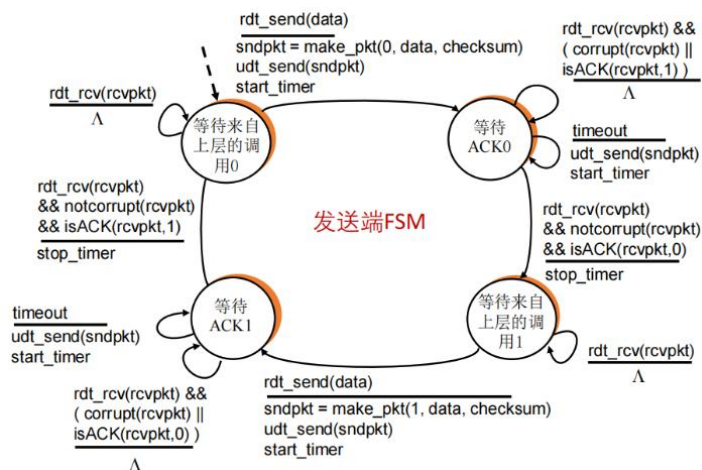 rdt_send(data)
sndpkt = make_pkt(0, data, checksum)
udt_send(sndpkt)
start_timer
rdt_rcv(rcvpkt) &&
( corrupt(rcvpkt) ||
isACK(rcvpkt,1) )
Λ
rdt_rcv(rcvpkt)
Λ
等待来自
上层的调
用0
等待
ACK0
timeout
udt_send(sndpkt)
start_timer
rdt_rcv(rcvpkt)
&& notcorrupt(rcvpkt)
&& isACK(rcvpkt,1)
stop_timer
发送端FSM
rdt_rcv(rcvpkt)
&& notcorrupt(rcvpkt)
&& isACK(rcvpkt,0)
stop_timer
timeout
udt_send(sndpkt)
start_timer
等待
ACK1
等待来自
上层的调
用1
rdt_rcv(rcvpkt)
Λ
rdt_rcv(rcvpkt) &&
( corrupt(rcvpkt) ||
isACK(rcvpkt,0) )
Λ
rdt_send(data)
sndpkt = make_pkt(1, data, checksum)
udt_send(sndpkt)
start_timer